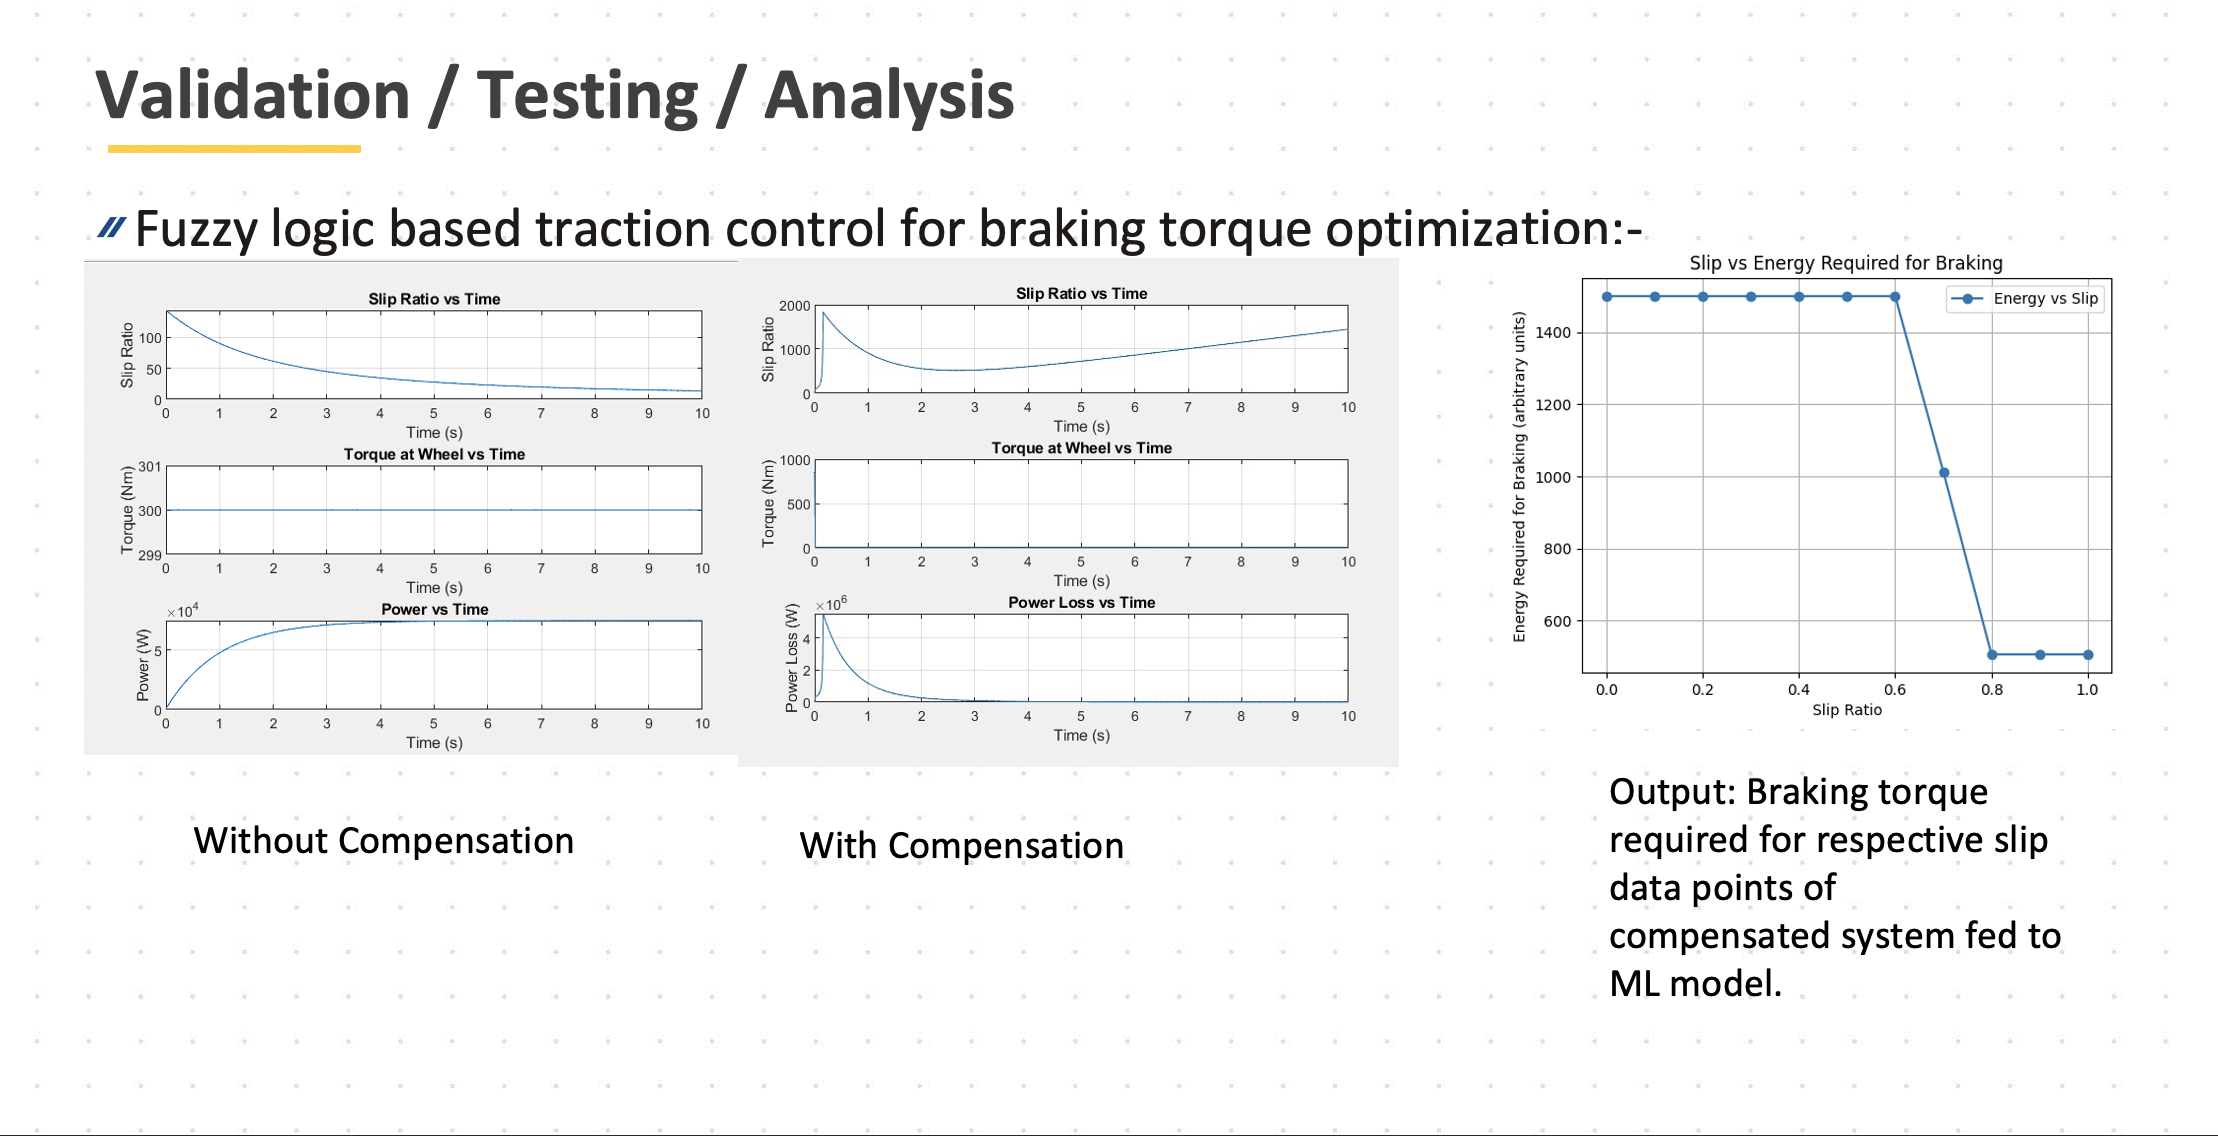 Validation / Testing / Analysis
Fuzzy logic based traction control for braking torque optimization:-
Slip Ratio vs Time
Slip Ratio
100
50
0
0 1 2 3 4 5 6 7 8 9 10
Time (s)
Torque at Wheel vs Time
Torque (Nm)
301
300
299
0 1 2 3 4 5 6 7 8 9 10
Time (s)
×10^4
Power vs Time
Power (W)
5
0
0 1 2 3 4 5 6 7 8 9 10
Time (s)
Without Compensation
Slip Ratio vs Time
Slip Ratio
2000
1000
0
0 1 2 3 4 5 6 7 8 9 10
Time (s)
Torque at Wheel vs Time
Torque (Nm)
1000
500
0
0 1 2 3 4 5 6 7 8 9 10
Time (s)
×10^6
Power Loss vs Time
Power Loss (W)
4
2
0
0 1 2 3 4 5 6 7 8 9 10
Time (s)
With Compensation
Slip vs Energy Required for Braking
Energy vs Slip
Energy Required for Braking (arbitrary units)
1400
1200
1000
800
600
0.0 0.2 0.4 0.6 0.8 1.0
Slip Ratio
Output: Braking torque
required for respective slip
data points of
compensated system fed to
ML model.